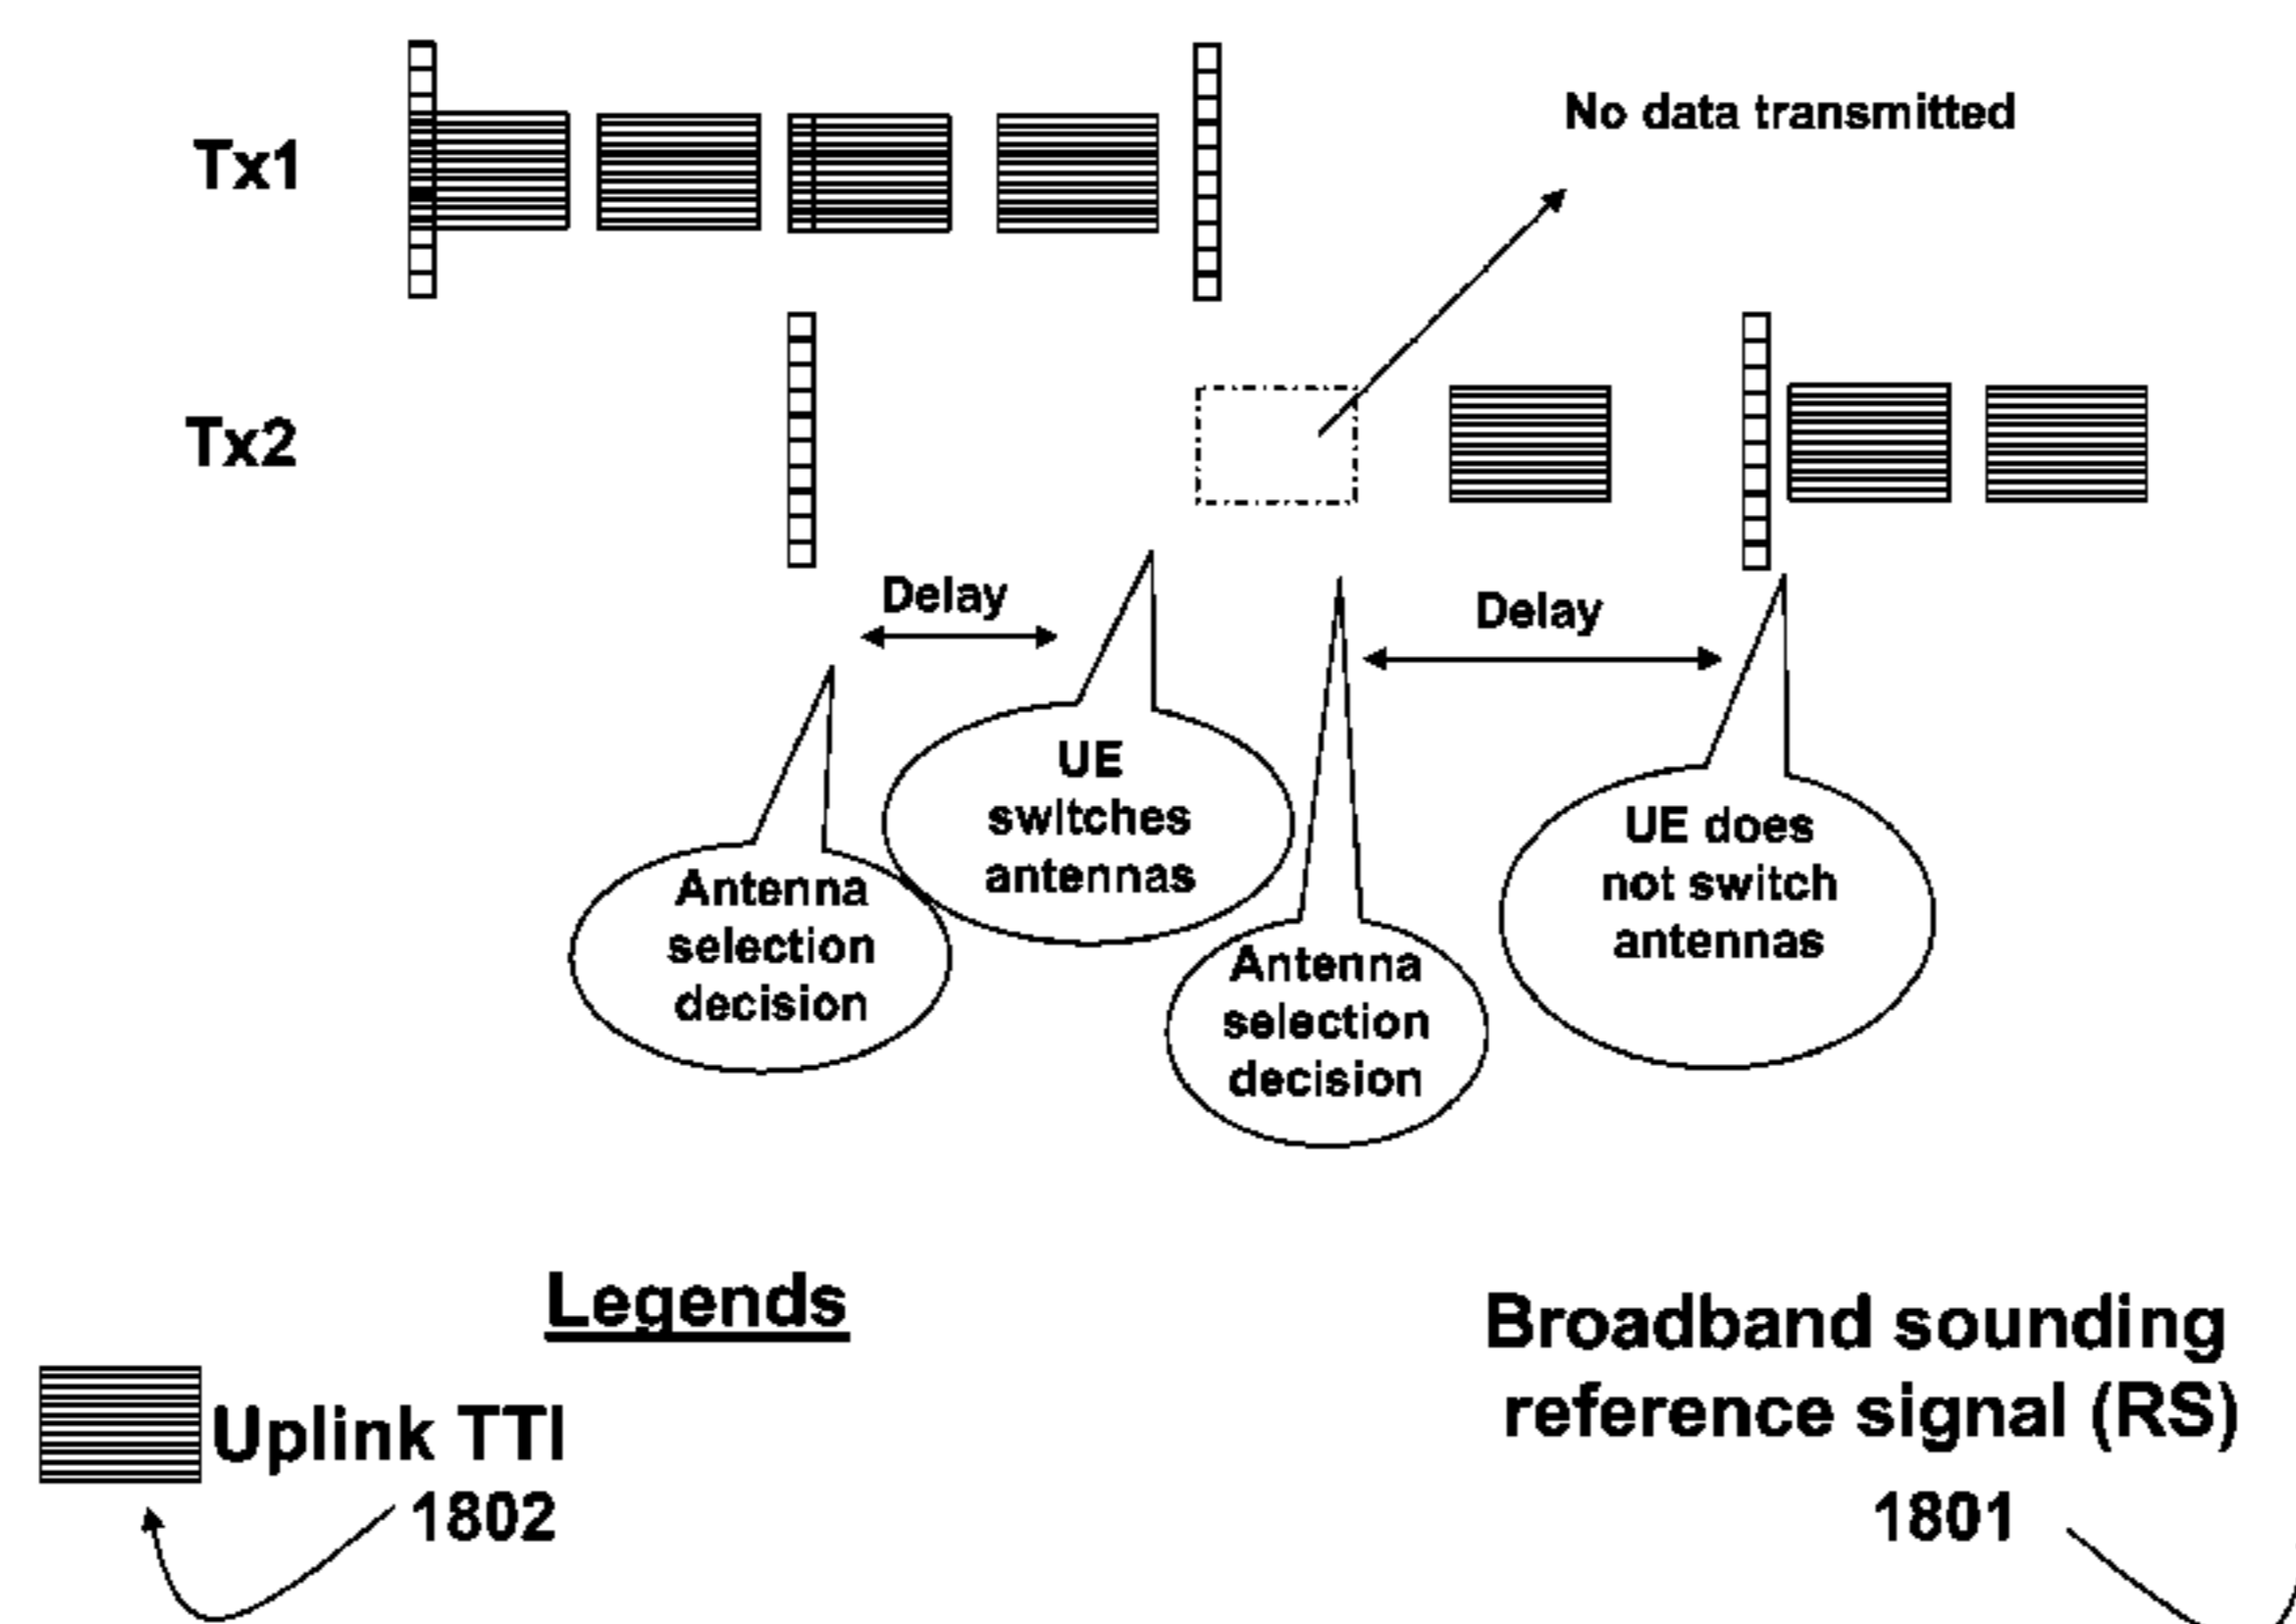 No data transmitted
Tx1
Tx2
Delay
Delay
UE
switches
antennas
UE does
not switch
antennas
Antenna
selection
decision
Antenna
selection
decision
Legends
Uplink TTI
1802
Broadband sounding
reference signal (RS)
1801